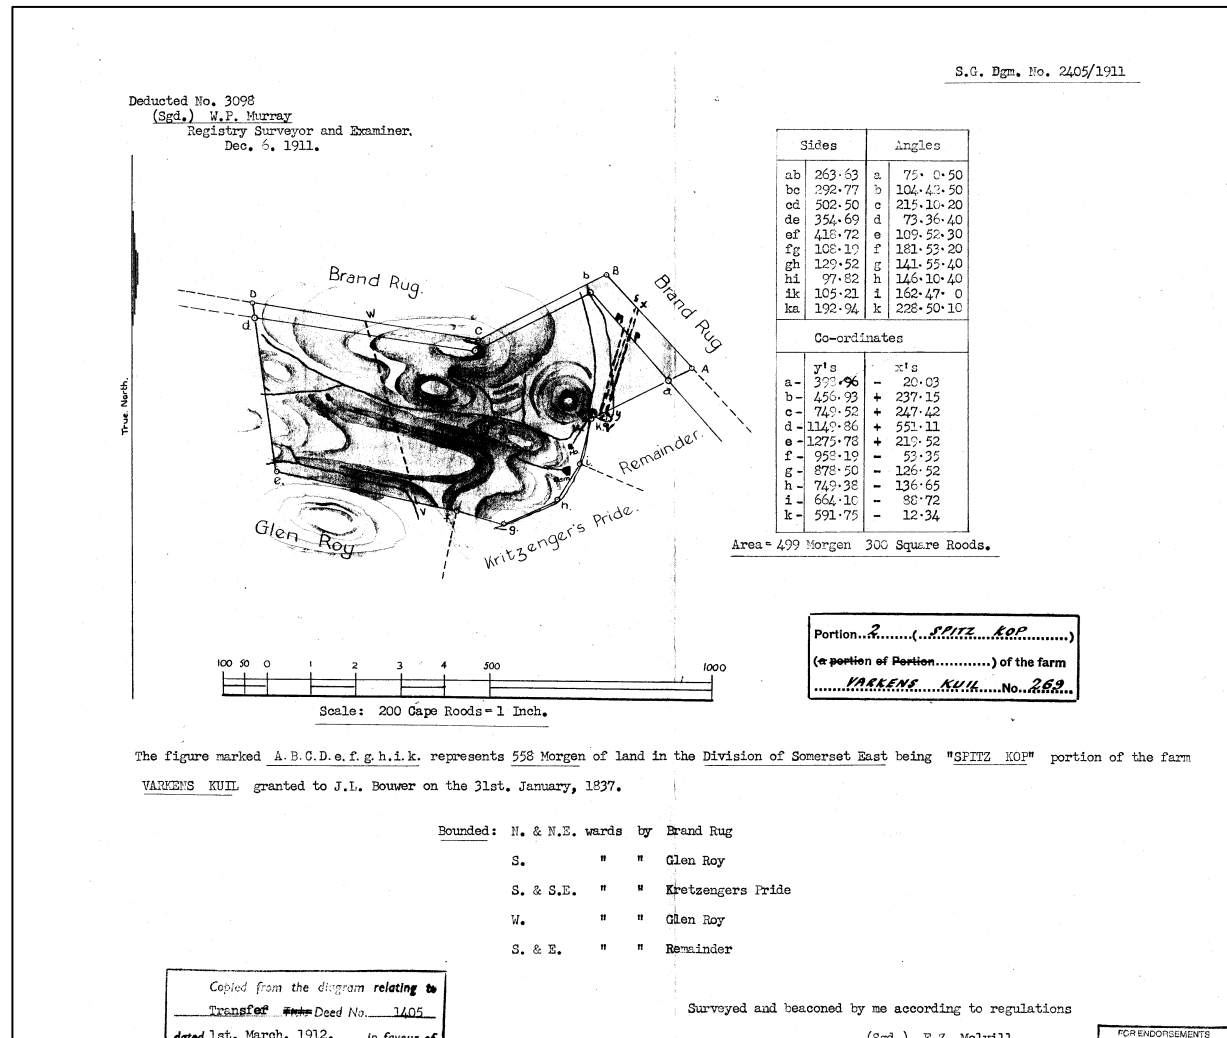 S.G. Dgm. No. 2405/1911
Deducted No. 3098
(Sgd.) W.P. Murray
Registry Surveyor and Examiner.
Dec. 6. 1911.
Sides Angles
ab 263·63 a 75· 0·50
bc 292·77 b 104·42·50
cd 502·50 c 215·10·20
de 354·69 d 73·36·40
ef 418·72 e 109·52·30
fg 108·19 f 181·53·20
gh 129·52 g 141·55·40
hi 97·82 h 146·10·40
ik 105·21 i 162·47· 0
ka 192·94 k 228·50·10
Co-ordinates
y's x's
a- 393·96 - 20·03
b- 456·93 + 237·15
c- 749·52 + 247·42
d-1149·86 + 551·11
e-1275·78 + 219·52
f- 958·19 - 53·35
g- 878·50 - 126·52
h- 749·38 - 136·65
i- 664·10 - 88·72
k- 591·75 - 12·34
Area = 499 Morgen 300 Square Roods.
True North.
Brand Rug.
Brand Rug
Remainder.
Kritzenger's Pride.
Glen Roy
D
d
W
c
b
B
s x
A
a
y
e.
v
f
g.
h.
Portion..2.......(..SPITZ KOP...........)
(a portion of Portion............) of the farm
VARKENS KUIL.....No...269...
100 50 0 1 2 3 4 500 1000
Scale: 200 Cape Roods = 1 Inch.
The figure marked A.B.C.D.e.f.g.h.i.k. represents 558 Morgen of land in the Division of Somerset East being "SPITZ KOP" portion of the farm
VARKENS KUIL granted to J.L. Bouwer on the 31st. January, 1837.
Bounded: N. & N.E. wards by Brand Rug
S. " " Glen Roy
S. & S.E. " " Kretzengers Pride
W. " " Glen Roy
S. & E. " " Remainder
Copied from the diagram relating to
Transfer Deed No. 1405
dated 1st. March. 1912. in favour of
Surveyed and beaconed by me according to regulations
(Sgd.) F.Z. Melvill
FOR ENDORSEMENTS